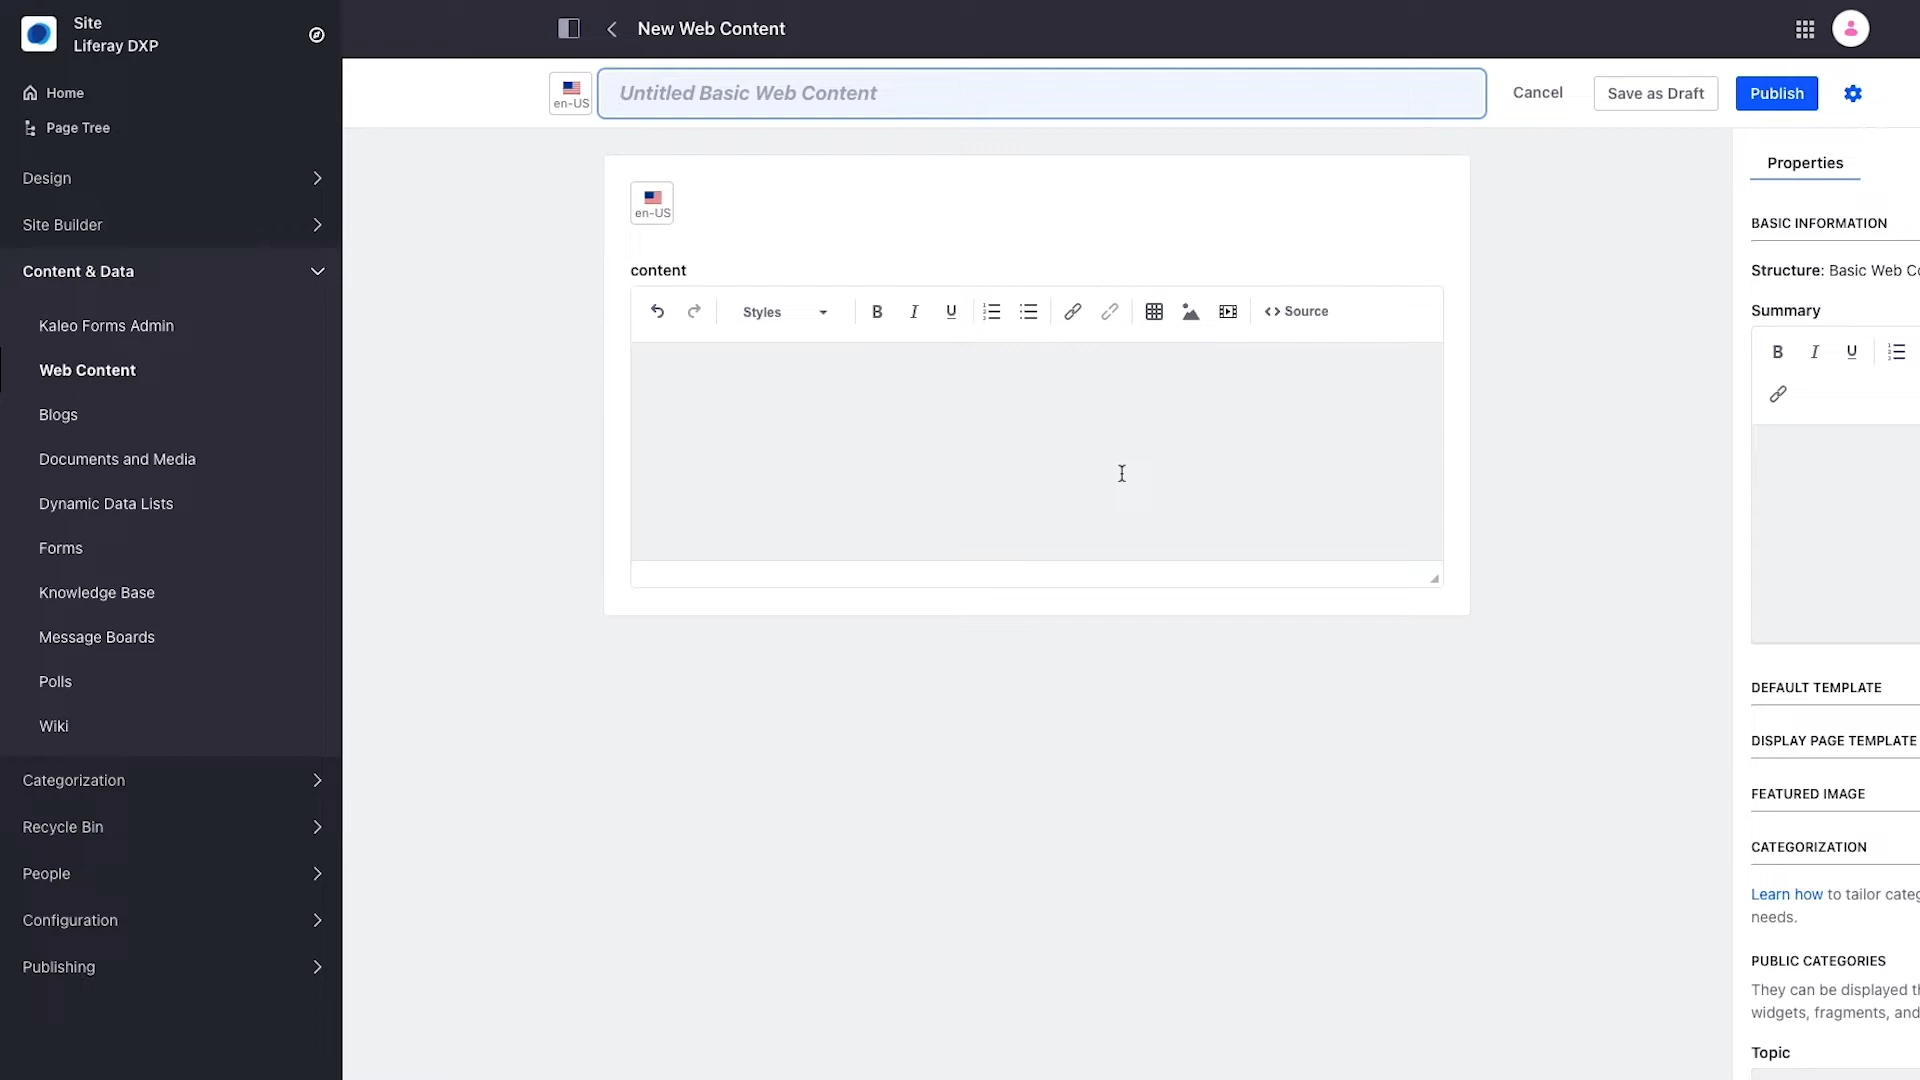 Site
Liferay DXP
Home
Page Tree
Design
Site Builder
Content & Data
Kaleo Forms Admin
Web Content
Blogs
Documents and Media
Dynamic Data Lists
Forms
Knowledge Base
Message Boards
Polls
Wiki
Categorization
Recycle Bin
People
Configuration
Publishing
New Web Content
en-US
Untitled Basic Web Content
Cancel
Save as Draft
Publish
en-US
content
Styles
B I U
<> Source
Properties
BASIC INFORMATION
Structure: Basic Web Co
Summary
B I U
DEFAULT TEMPLATE
DISPLAY PAGE TEMPLATE
FEATURED IMAGE
CATEGORIZATION
Learn how to tailor categ
needs.
PUBLIC CATEGORIES
They can be displayed th
widgets, fragments, and
Topic